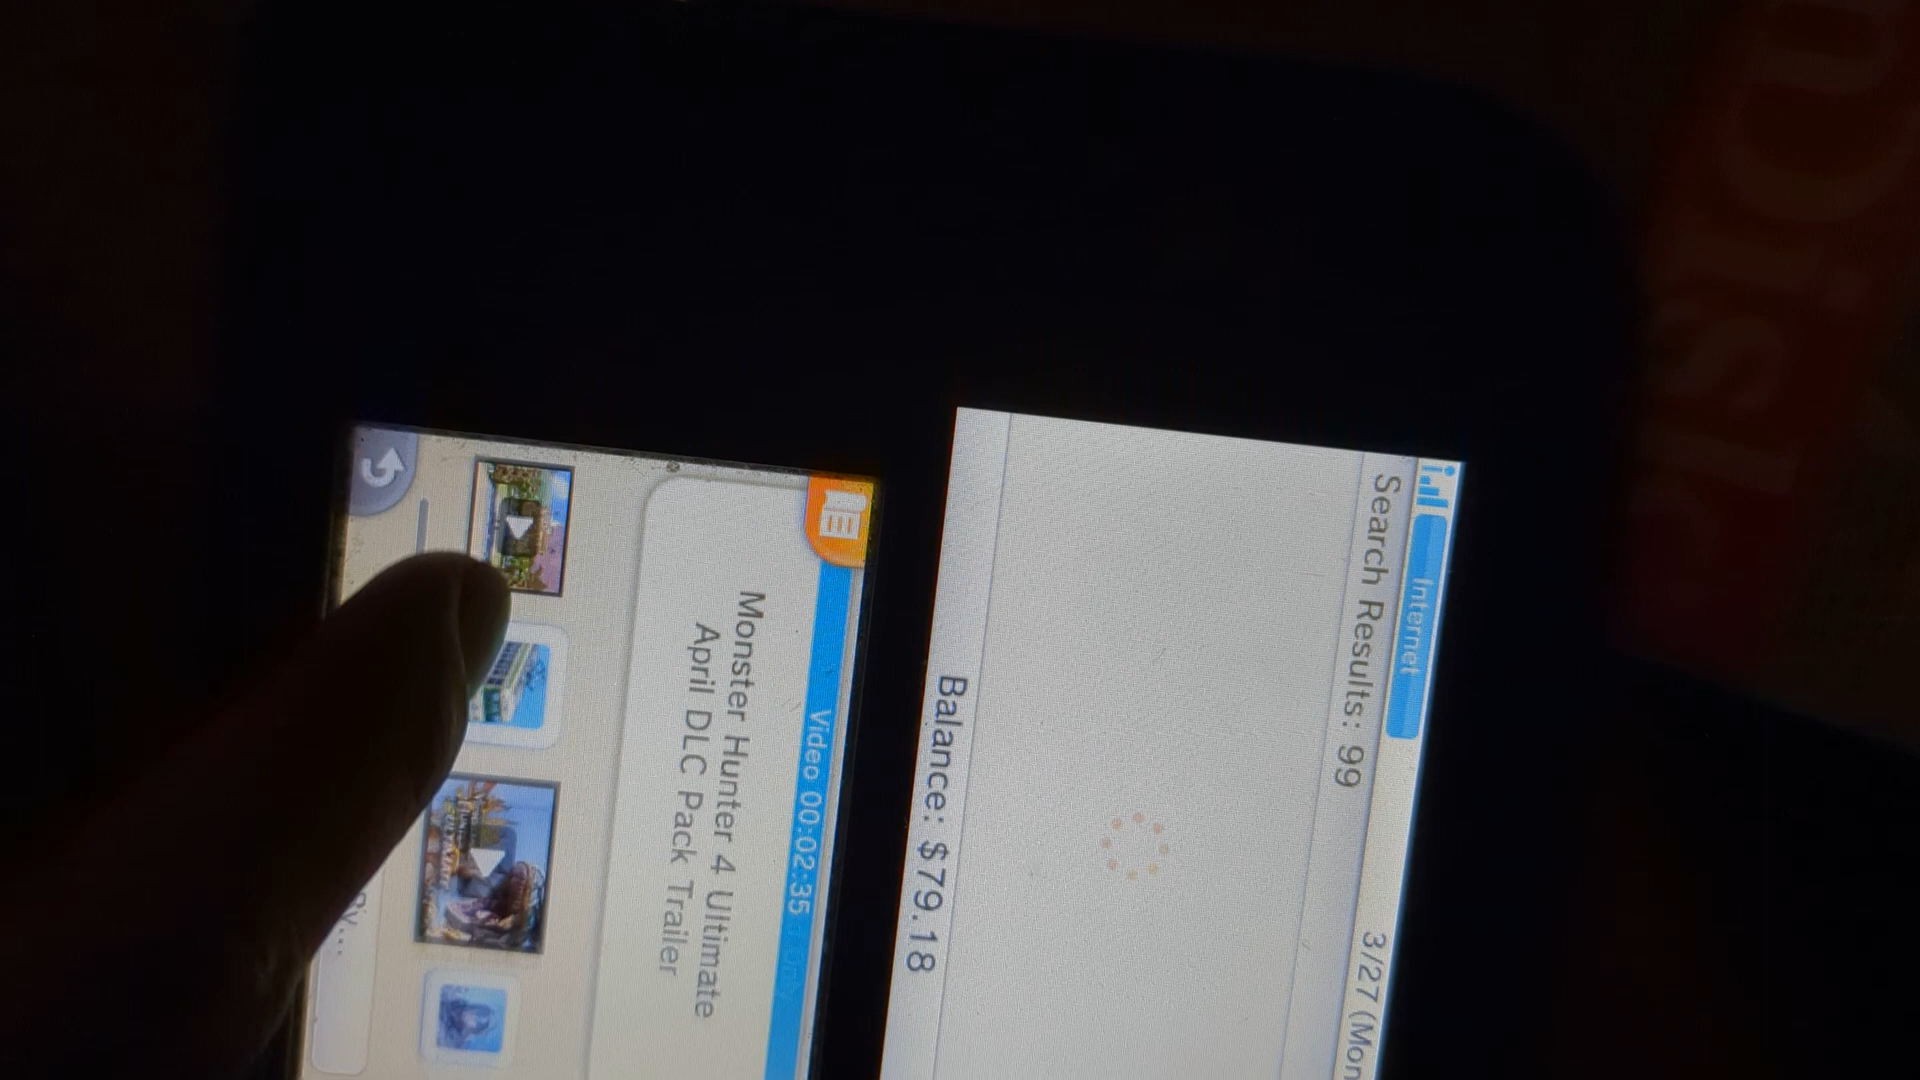 Internet
3/27 (Mon
Search Results: 99
Balance: $79.18
Video 00:02:35
Monster Hunter 4 Ultimate
April DLC Pack Trailer